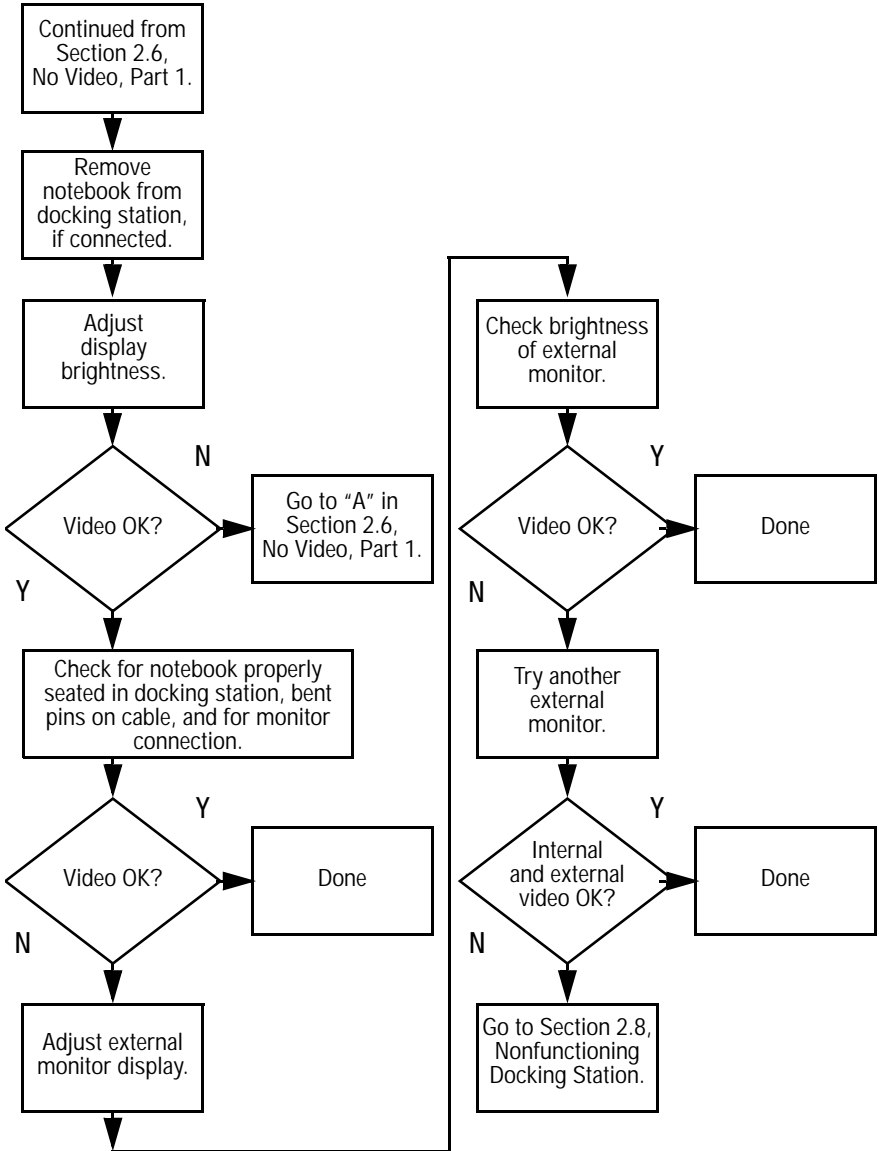 Continued from
Section 2.6,
No Video, Part 1.
Remove
notebook from
docking station,
if connected.
Adjust
display
brightness.
N
Video OK?
Go to “A” in
Section 2.6,
No Video, Part 1.
Y
Check for notebook properly
seated in docking station, bent
pins on cable, and for monitor
connection.
Y
Video OK?
Done
N
Adjust external
monitor display.
Check brightness
of external
monitor.
Y
Video OK?
Done
N
Try another
external
monitor.
Y
Internal
and external
video OK?
Done
N
Go to Section 2.8,
Nonfunctioning
Docking Station.